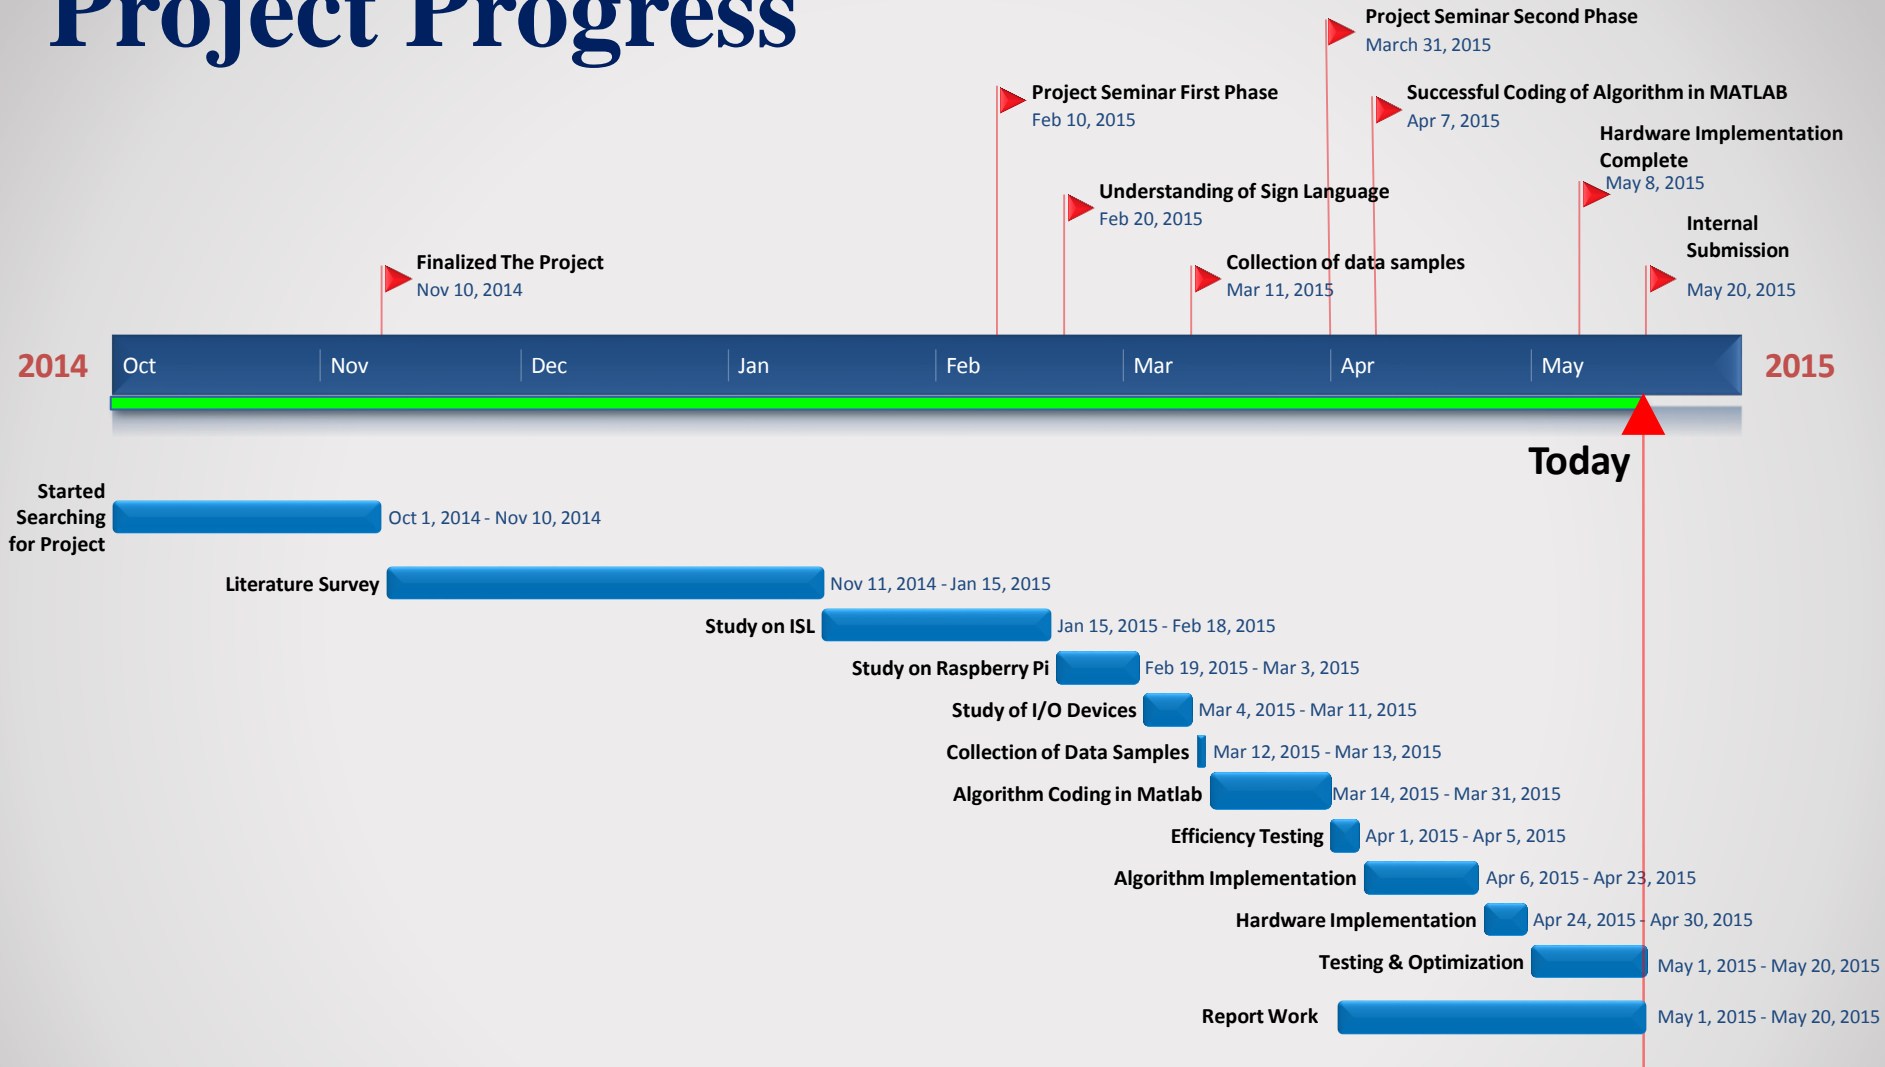 Project Progress
Project Seminar Second Phase
March 31, 2015
Project Seminar First Phase
Feb 10, 2015
Successful Coding of Algorithm in MATLAB
Apr 7, 2015
Hardware Implementation
Complete
May 8, 2015
Understanding of Sign Language
Feb 20, 2015
Internal
Submission
May 20, 2015
Finalized The Project
Nov 10, 2014
Collection of data samples
Mar 11, 2015
2014
Oct
Nov
Dec
Jan
Feb
Mar
Apr
May
2015
Today
Started
Searching
for Project
Oct 1, 2014 - Nov 10, 2014
Literature Survey
Nov 11, 2014 - Jan 15, 2015
Study on ISL
Jan 15, 2015 - Feb 18, 2015
Study on Raspberry Pi
Feb 19, 2015 - Mar 3, 2015
Study of I/O Devices
Mar 4, 2015 - Mar 11, 2015
Collection of Data Samples
Mar 12, 2015 - Mar 13, 2015
Algorithm Coding in Matlab
Mar 14, 2015 - Mar 31, 2015
Efficiency Testing
Apr 1, 2015 - Apr 5, 2015
Algorithm Implementation
Apr 6, 2015 - Apr 23, 2015
Hardware Implementation
Apr 24, 2015 - Apr 30, 2015
Testing & Optimization
May 1, 2015 - May 20, 2015
Report Work
May 1, 2015 - May 20, 2015